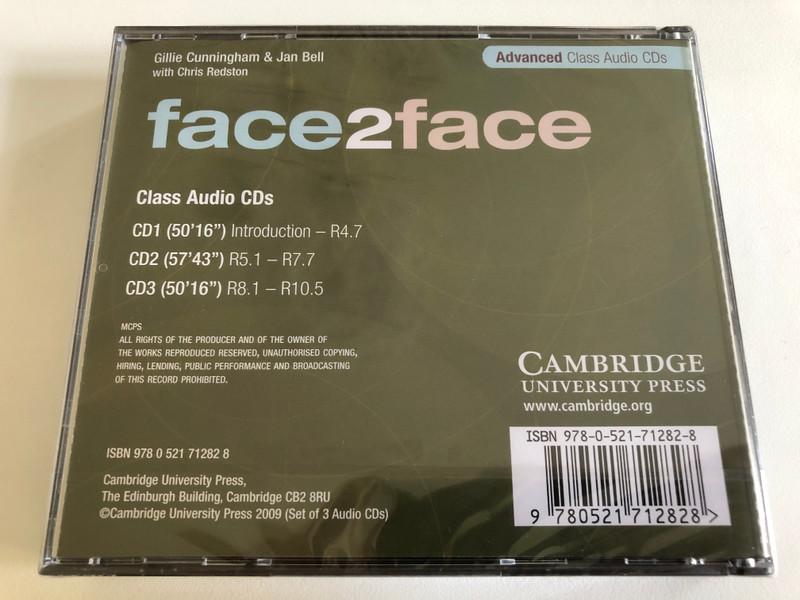 Gillie Cunningham & Jan Bell
with Chris Redston
Advanced Class Audio CDs
face2face
Class Audio CDs
CD1 (50'16”) Introduction – R4.7
CD2 (57'43”) R5.1 – R7.7
CD3 (50'16”) R8.1 – R10.5
MCPS
ALL RIGHTS OF THE PRODUCER AND OF THE OWNER OF
THE WORKS REPRODUCED RESERVED, UNAUTHORISED COPYING,
HIRING, LENDING, PUBLIC PERFORMANCE AND BROADCASTING
OF THIS RECORD PROHIBITED.
CAMBRIDGE
UNIVERSITY PRESS
www.cambridge.org
ISBN 978-0-521-71282-8
9 780521 712828 >
ISBN 978 0 521 71282 8
Cambridge University Press,
The Edinburgh Building, Cambridge CB2 8RU
©Cambridge University Press 2009 (Set of 3 Audio CDs)